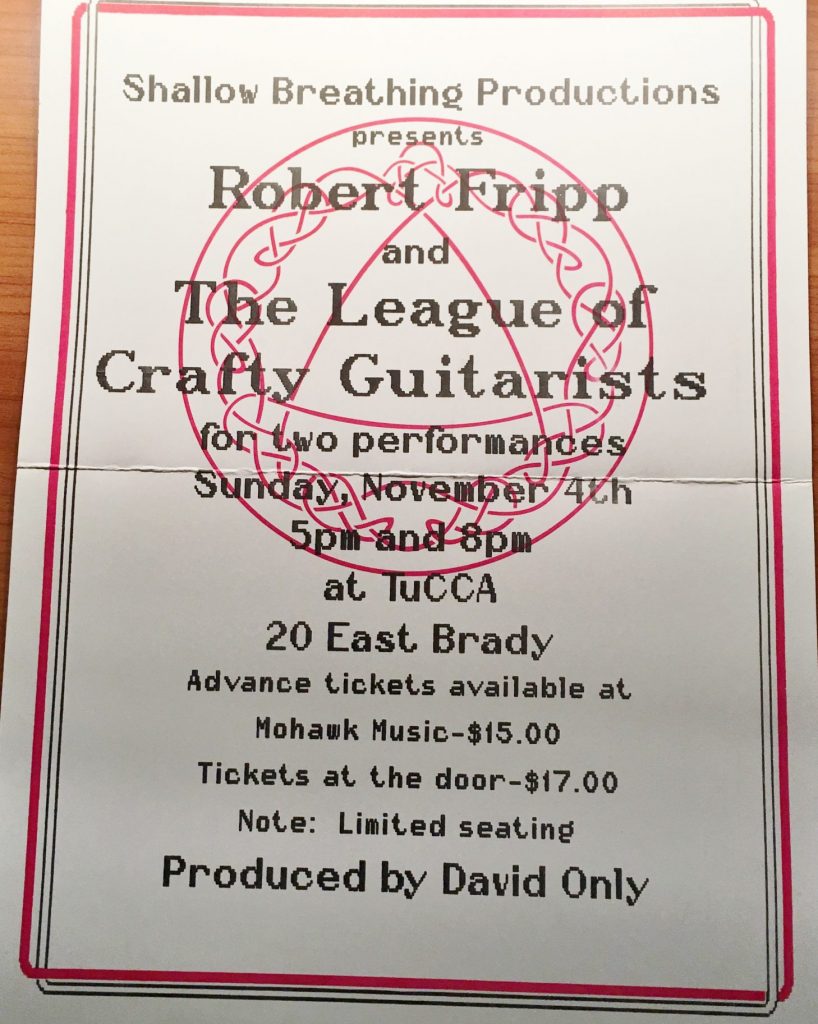 Shallow Breathing Productions
presents
Robert Fripp
and
The League of
Crafty Guitarists
for two performances
Sunday, November 4th
5pm and 8pm
at TuCCA
20 East Brady
Advance tickets available at
Mohawk Music-$15.00
Tickets at the door-$17.00
Note: Limited seating
Produced by David Only